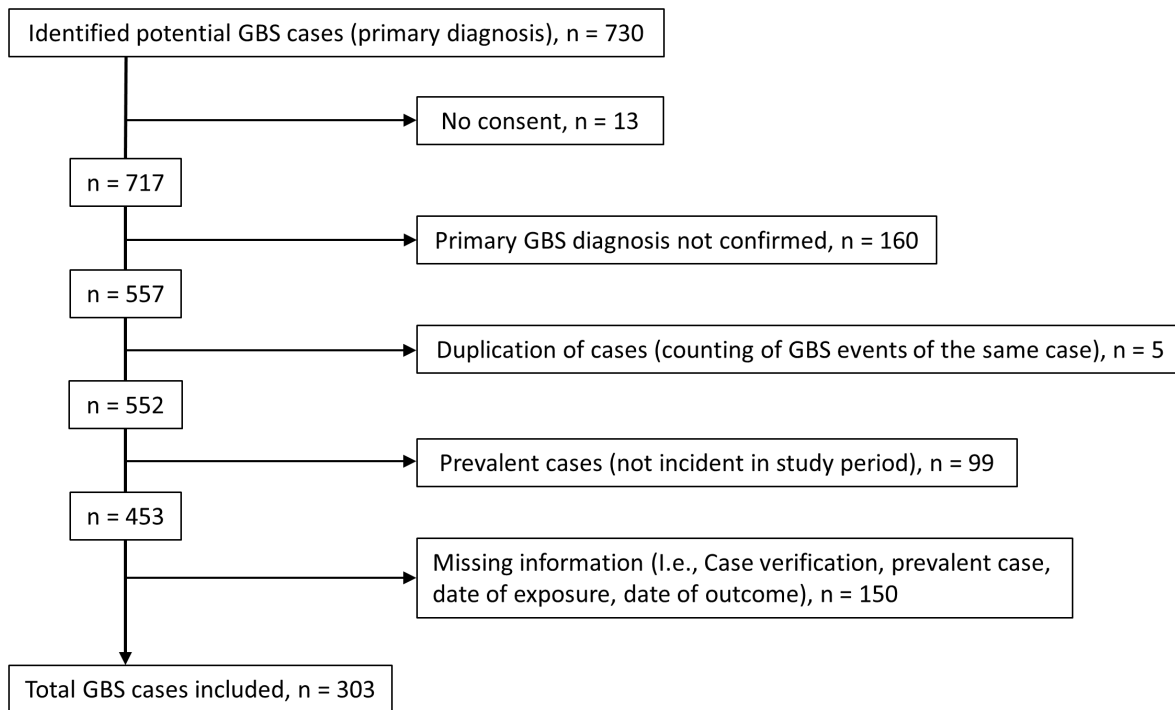 Identified potential GBS cases (primary diagnosis), n = 730
No consent, n = 13
n = 717
Primary GBS diagnosis not confirmed, n = 160
n = 557
Duplication of cases (counting of GBS events of the same case), n = 5
n = 552
Prevalent cases (not incident in study period), n = 99
n = 453
Missing information (I.e., Case verification, prevalent case,
date of exposure, date of outcome), n = 150
Total GBS cases included, n = 303